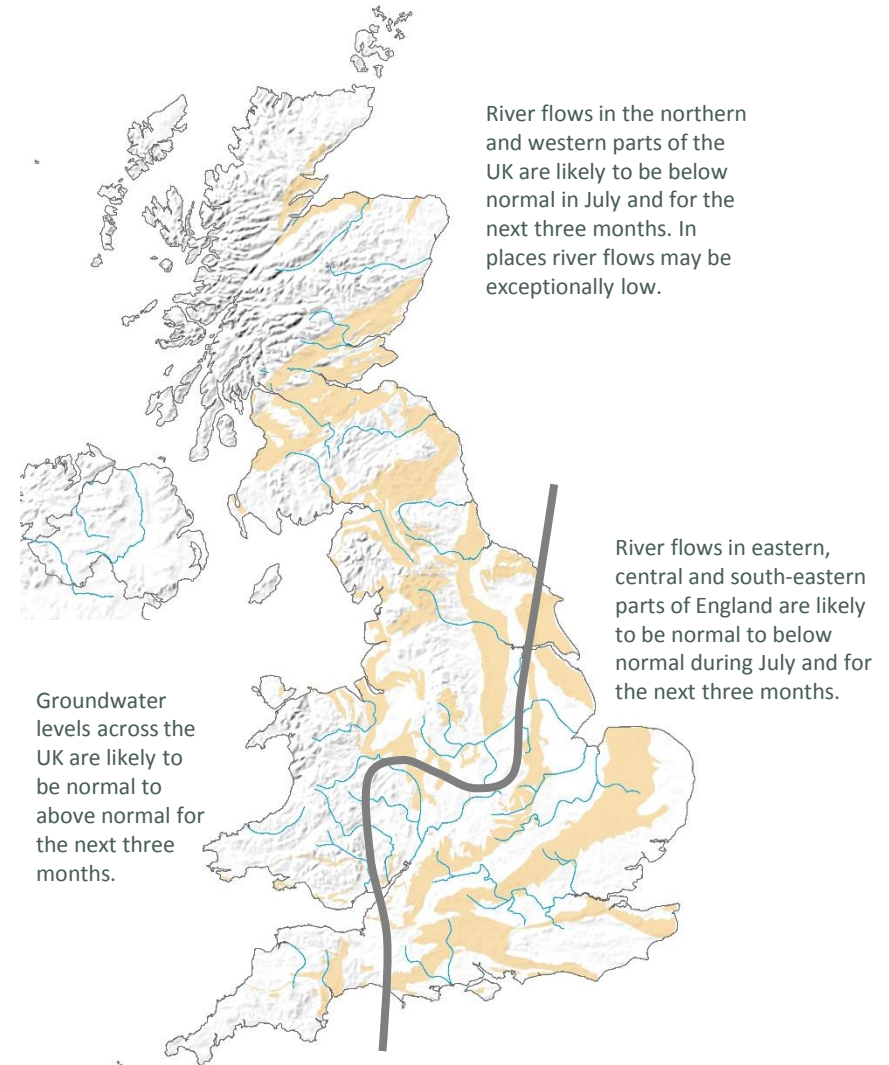 River flows in the northern
and western parts of the
UK are likely to be below
normal in July and for the
next three months. In
places river flows may be
exceptionally low.
River flows in eastern,
central and south-eastern
parts of England are likely
to be normal to below
normal during July and for
the next three months.
Groundwater
levels across the
UK are likely to
be normal to
above normal for
the next three
months.